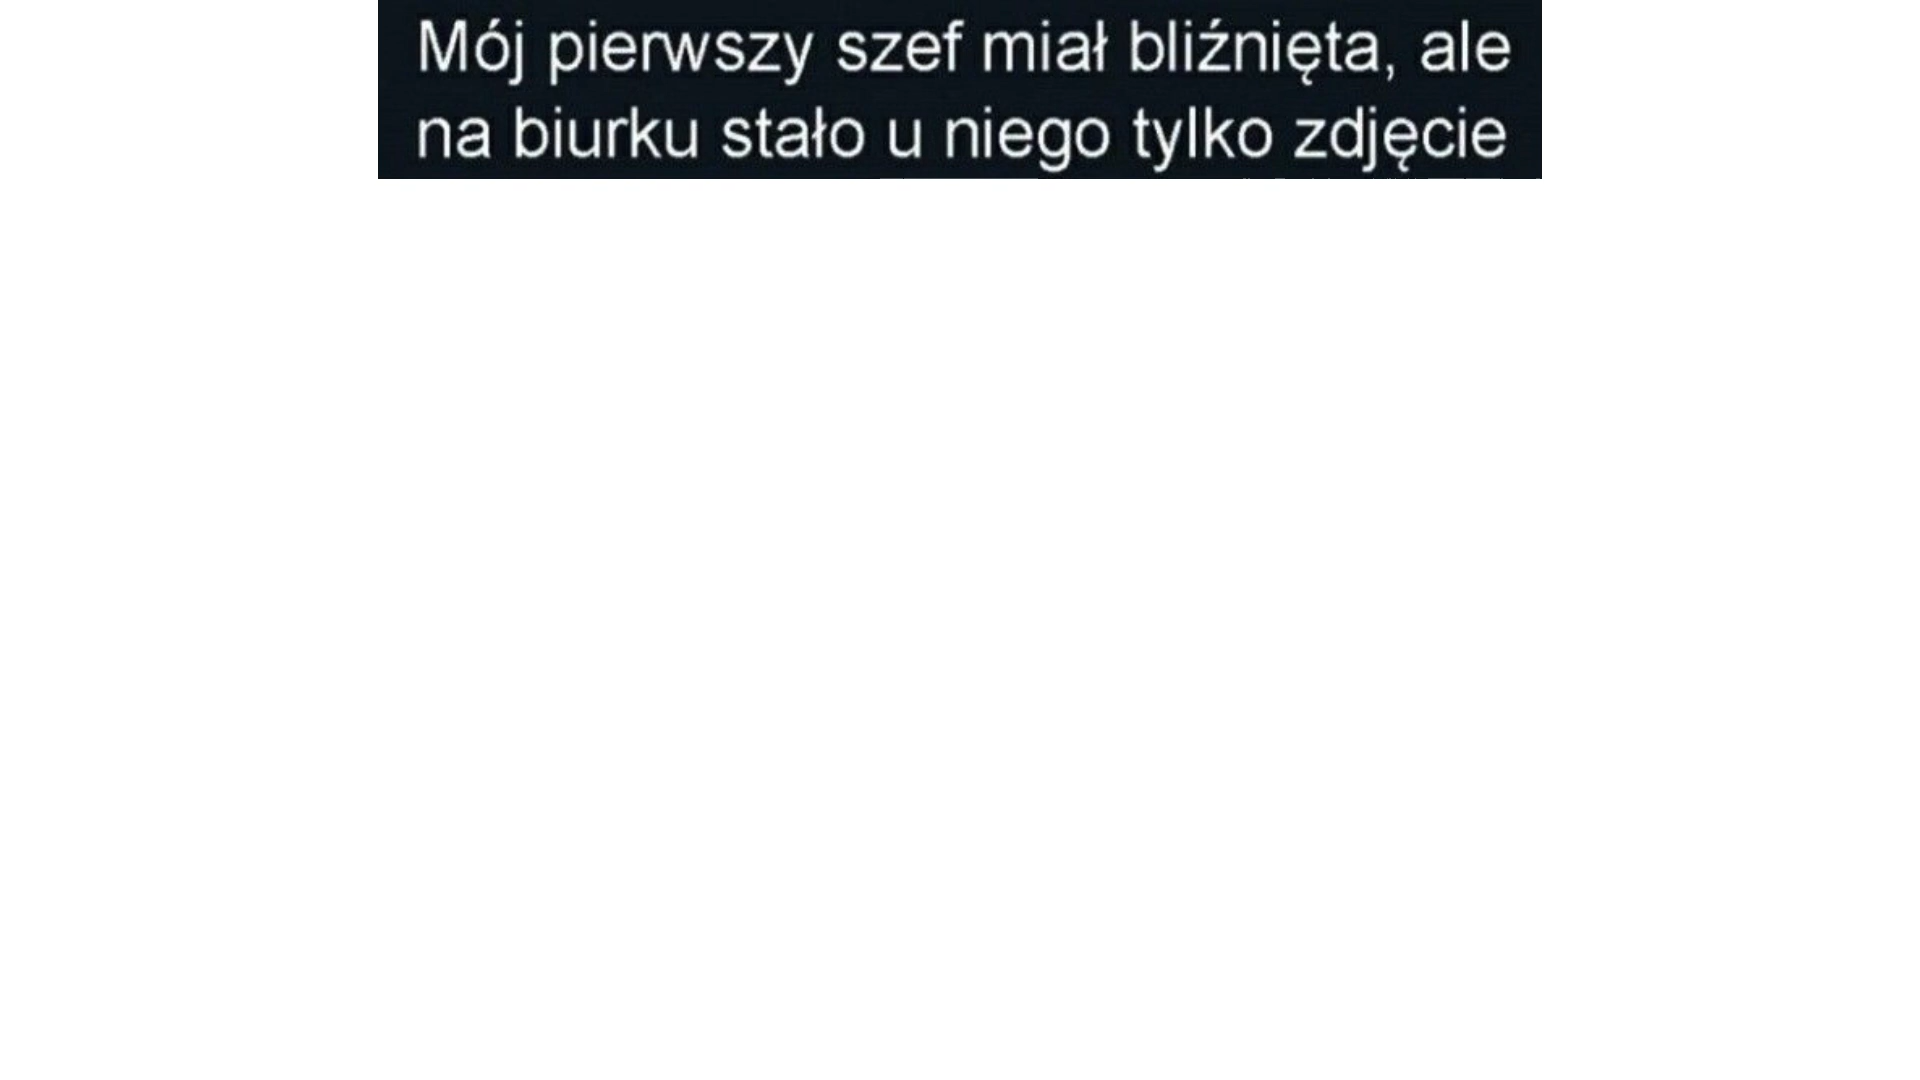 Mój pierwszy szef miał bliźnięta, ale
na biurku stało u niego tylko zdjęcie